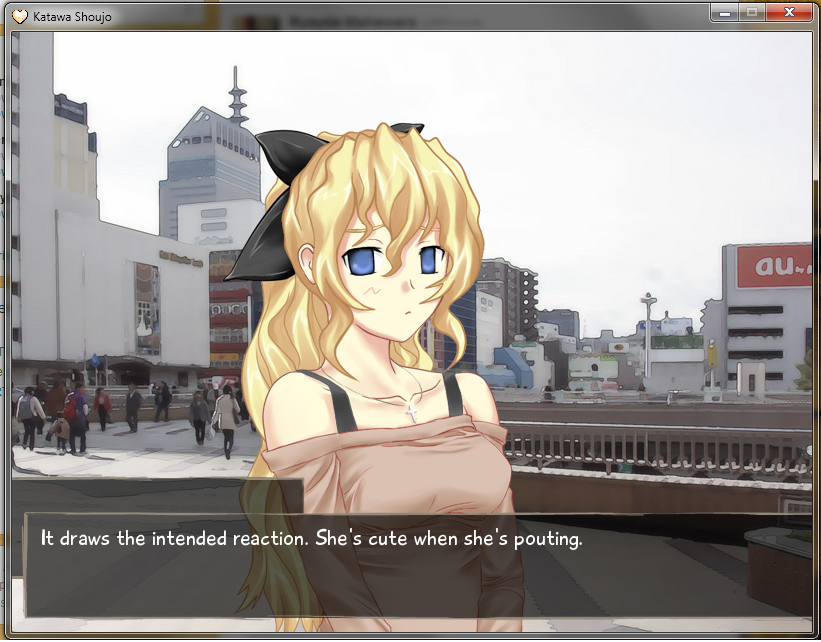 Katawa Shoujo
au
It draws the intended reaction. She's cute when she's pouting.